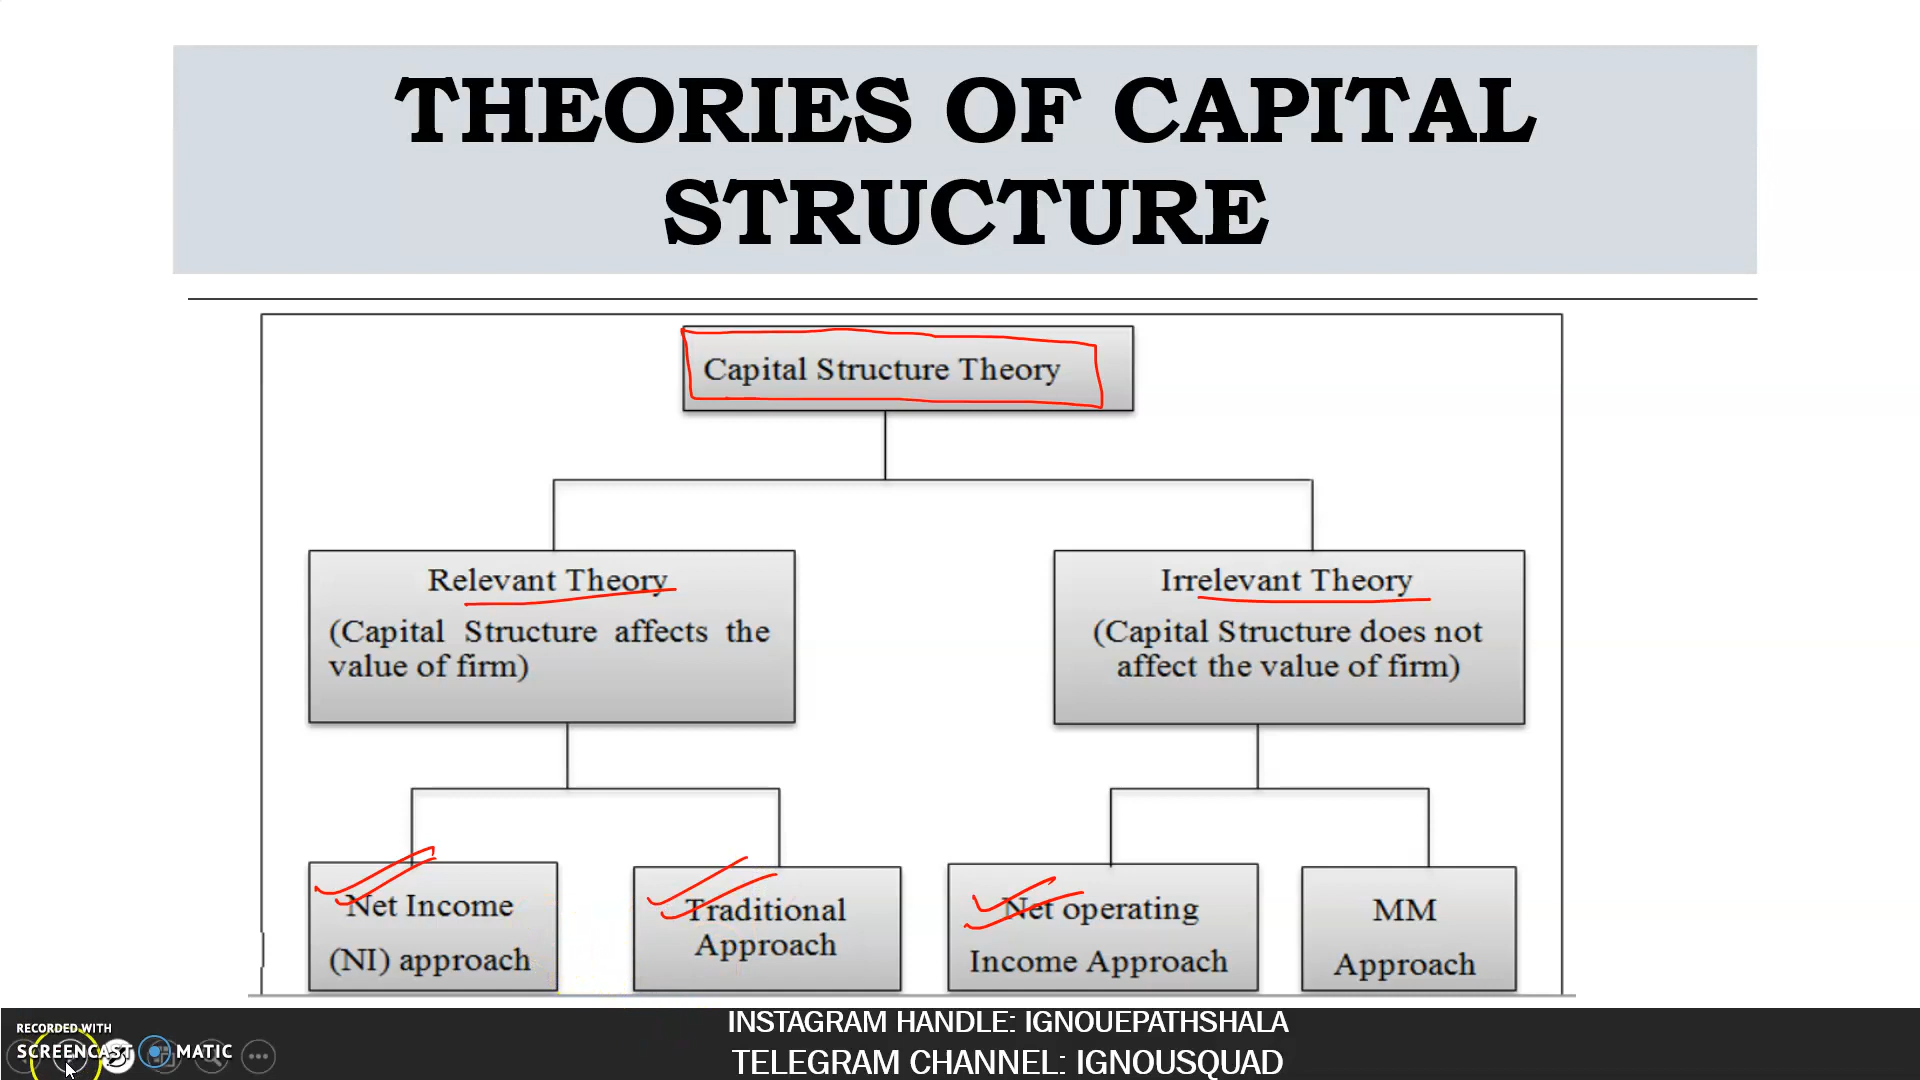 THEORIES OF CAPITAL
STRUCTURE
Capital Structure Theory
Relevant Theory
(Capital Structure affects the
value of firm)
Irrelevant Theory
(Capital Structure does not
affect the value of firm)
Net Income
(NI) approach
Traditional
Approach
Net operating
Income Approach
MM
Approach
RECORDED WITH
SCREENCAST MATIC
INSTAGRAM HANDLE: IGNOUEPATHSHALA
TELEGRAM CHANNEL: IGNOUSQUAD